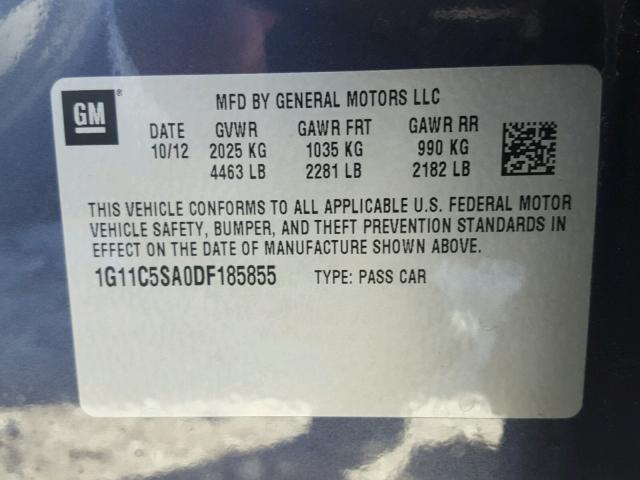 GM ®
MFD BY GENERAL MOTORS LLC
DATE GVWR GAWR FRT GAWR RR
10/12 2025 KG 1035 KG 990 KG
4463 LB 2281 LB 2182 LB
THIS VEHICLE CONFORMS TO ALL APPLICABLE U.S. FEDERAL MOTOR
VEHICLE SAFETY, BUMPER, AND THEFT PREVENTION STANDARDS IN
EFFECT ON THE DATE OF MANUFACTURE SHOWN ABOVE.
1G11C5SA0DF185855 TYPE: PASS CAR